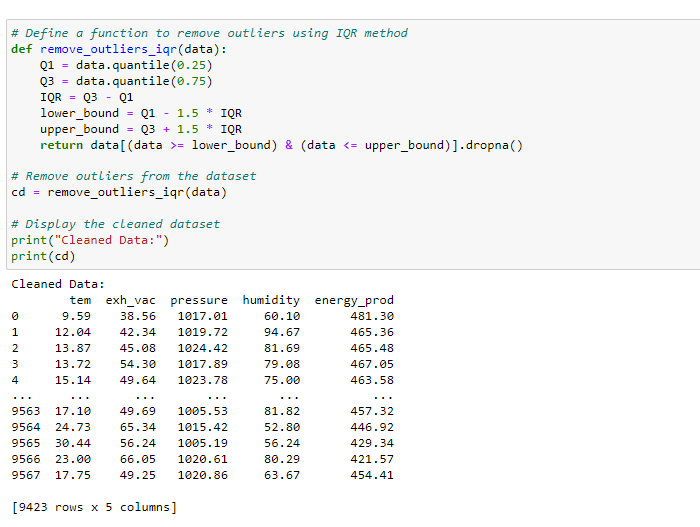 # Define a function to remove outliers using IQR method
def remove_outliers_iqr(data):
    Q1 = data.quantile(0.25)
    Q3 = data.quantile(0.75)
    IQR = Q3 - Q1
    lower_bound = Q1 - 1.5 * IQR
    upper_bound = Q3 + 1.5 * IQR
    return data[(data >= lower_bound) & (data <= upper_bound)].dropna()

# Remove outliers from the dataset
cd = remove_outliers_iqr(data)

# Display the cleaned dataset
print("Cleaned Data:")
print(cd)

Cleaned Data:
        tem  exh_vac  pressure  humidity  energy_prod
0      9.59    38.56   1017.01     60.10       481.30
1     12.04    42.34   1019.72     94.67       465.36
2     13.87    45.08   1024.42     81.69       465.48
3     13.72    54.30   1017.89     79.08       467.05
4     15.14    49.64   1023.78     75.00       463.58
...     ...      ...       ...       ...          ...
9563  17.10    49.69   1005.53     81.82       457.32
9564  24.73    65.34   1015.42     52.80       446.92
9565  30.44    56.24   1005.19     56.24       429.34
9566  23.00    66.05   1020.61     80.29       421.57
9567  17.75    49.25   1020.86     63.67       454.41

[9423 rows x 5 columns]